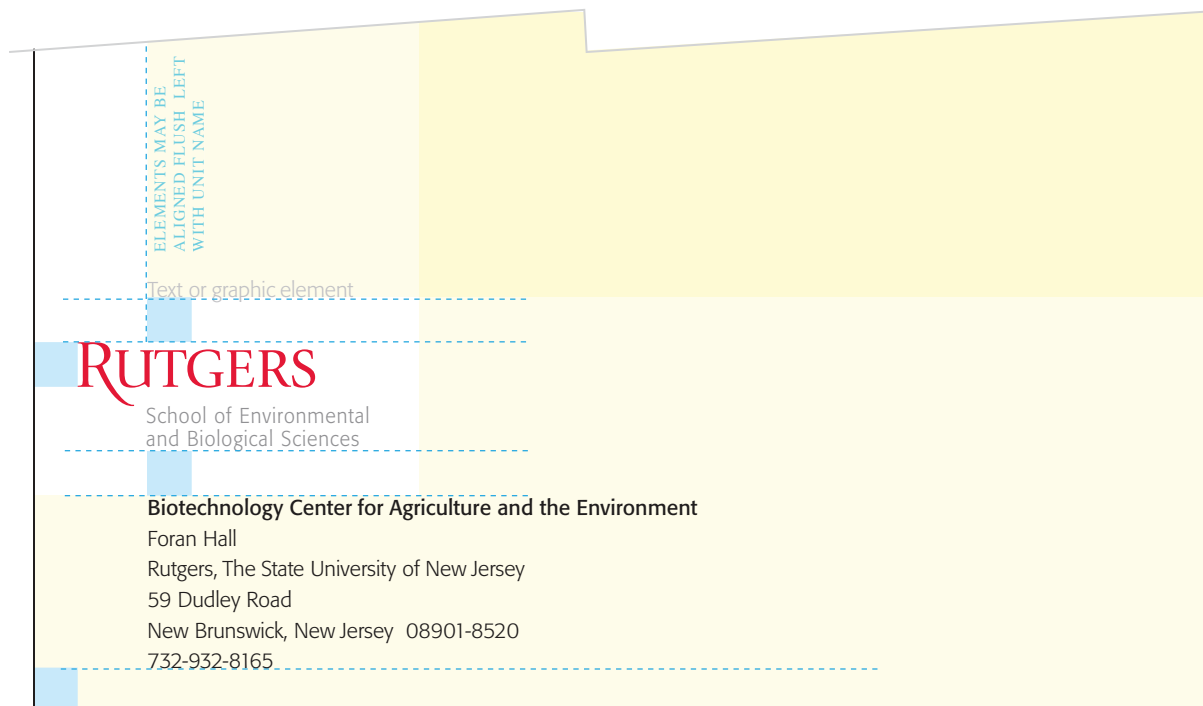 ELEMENTS MAY BE
ALIGNED FLUSH LEFT
WITH UNIT NAME
Text or graphic element
RUTGERS
School of Environmental
and Biological Sciences
Biotechnology Center for Agriculture and the Environment
Foran Hall
Rutgers, The State University of New Jersey
59 Dudley Road
New Brunswick, New Jersey  08901-8520
732-932-8165